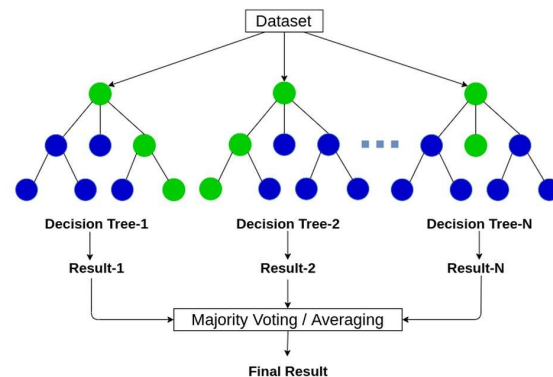 Dataset
Decision Tree-1
Decision Tree-2
Decision Tree-N
Result-1
Result-2
Result-N
Majority Voting / Averaging
Final Result